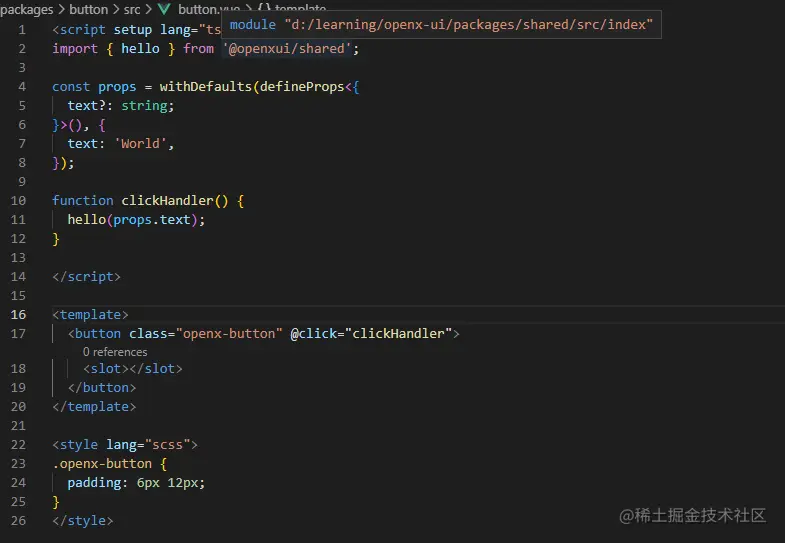 packages > button > src > button.vue > {} template
module "d:/learning/openx-ui/packages/shared/src/index"
1 <script setup lang="ts
2 import { hello } from '@openxui/shared';
3
4 const props = withDefaults(defineProps<{
5   text?: string;
6 }>(), {
7   text: 'World',
8 });
9
10 function clickHandler() {
11   hello(props.text);
12 }
13
14 </script>
15
16 <template>
17   <button class="openx-button" @click="clickHandler">
0 references
18     <slot></slot>
19   </button>
20 </template>
21
22 <style lang="scss">
23 .openx-button {
24   padding: 6px 12px;
25 }
26 </style>
@稀土掘金技术社区